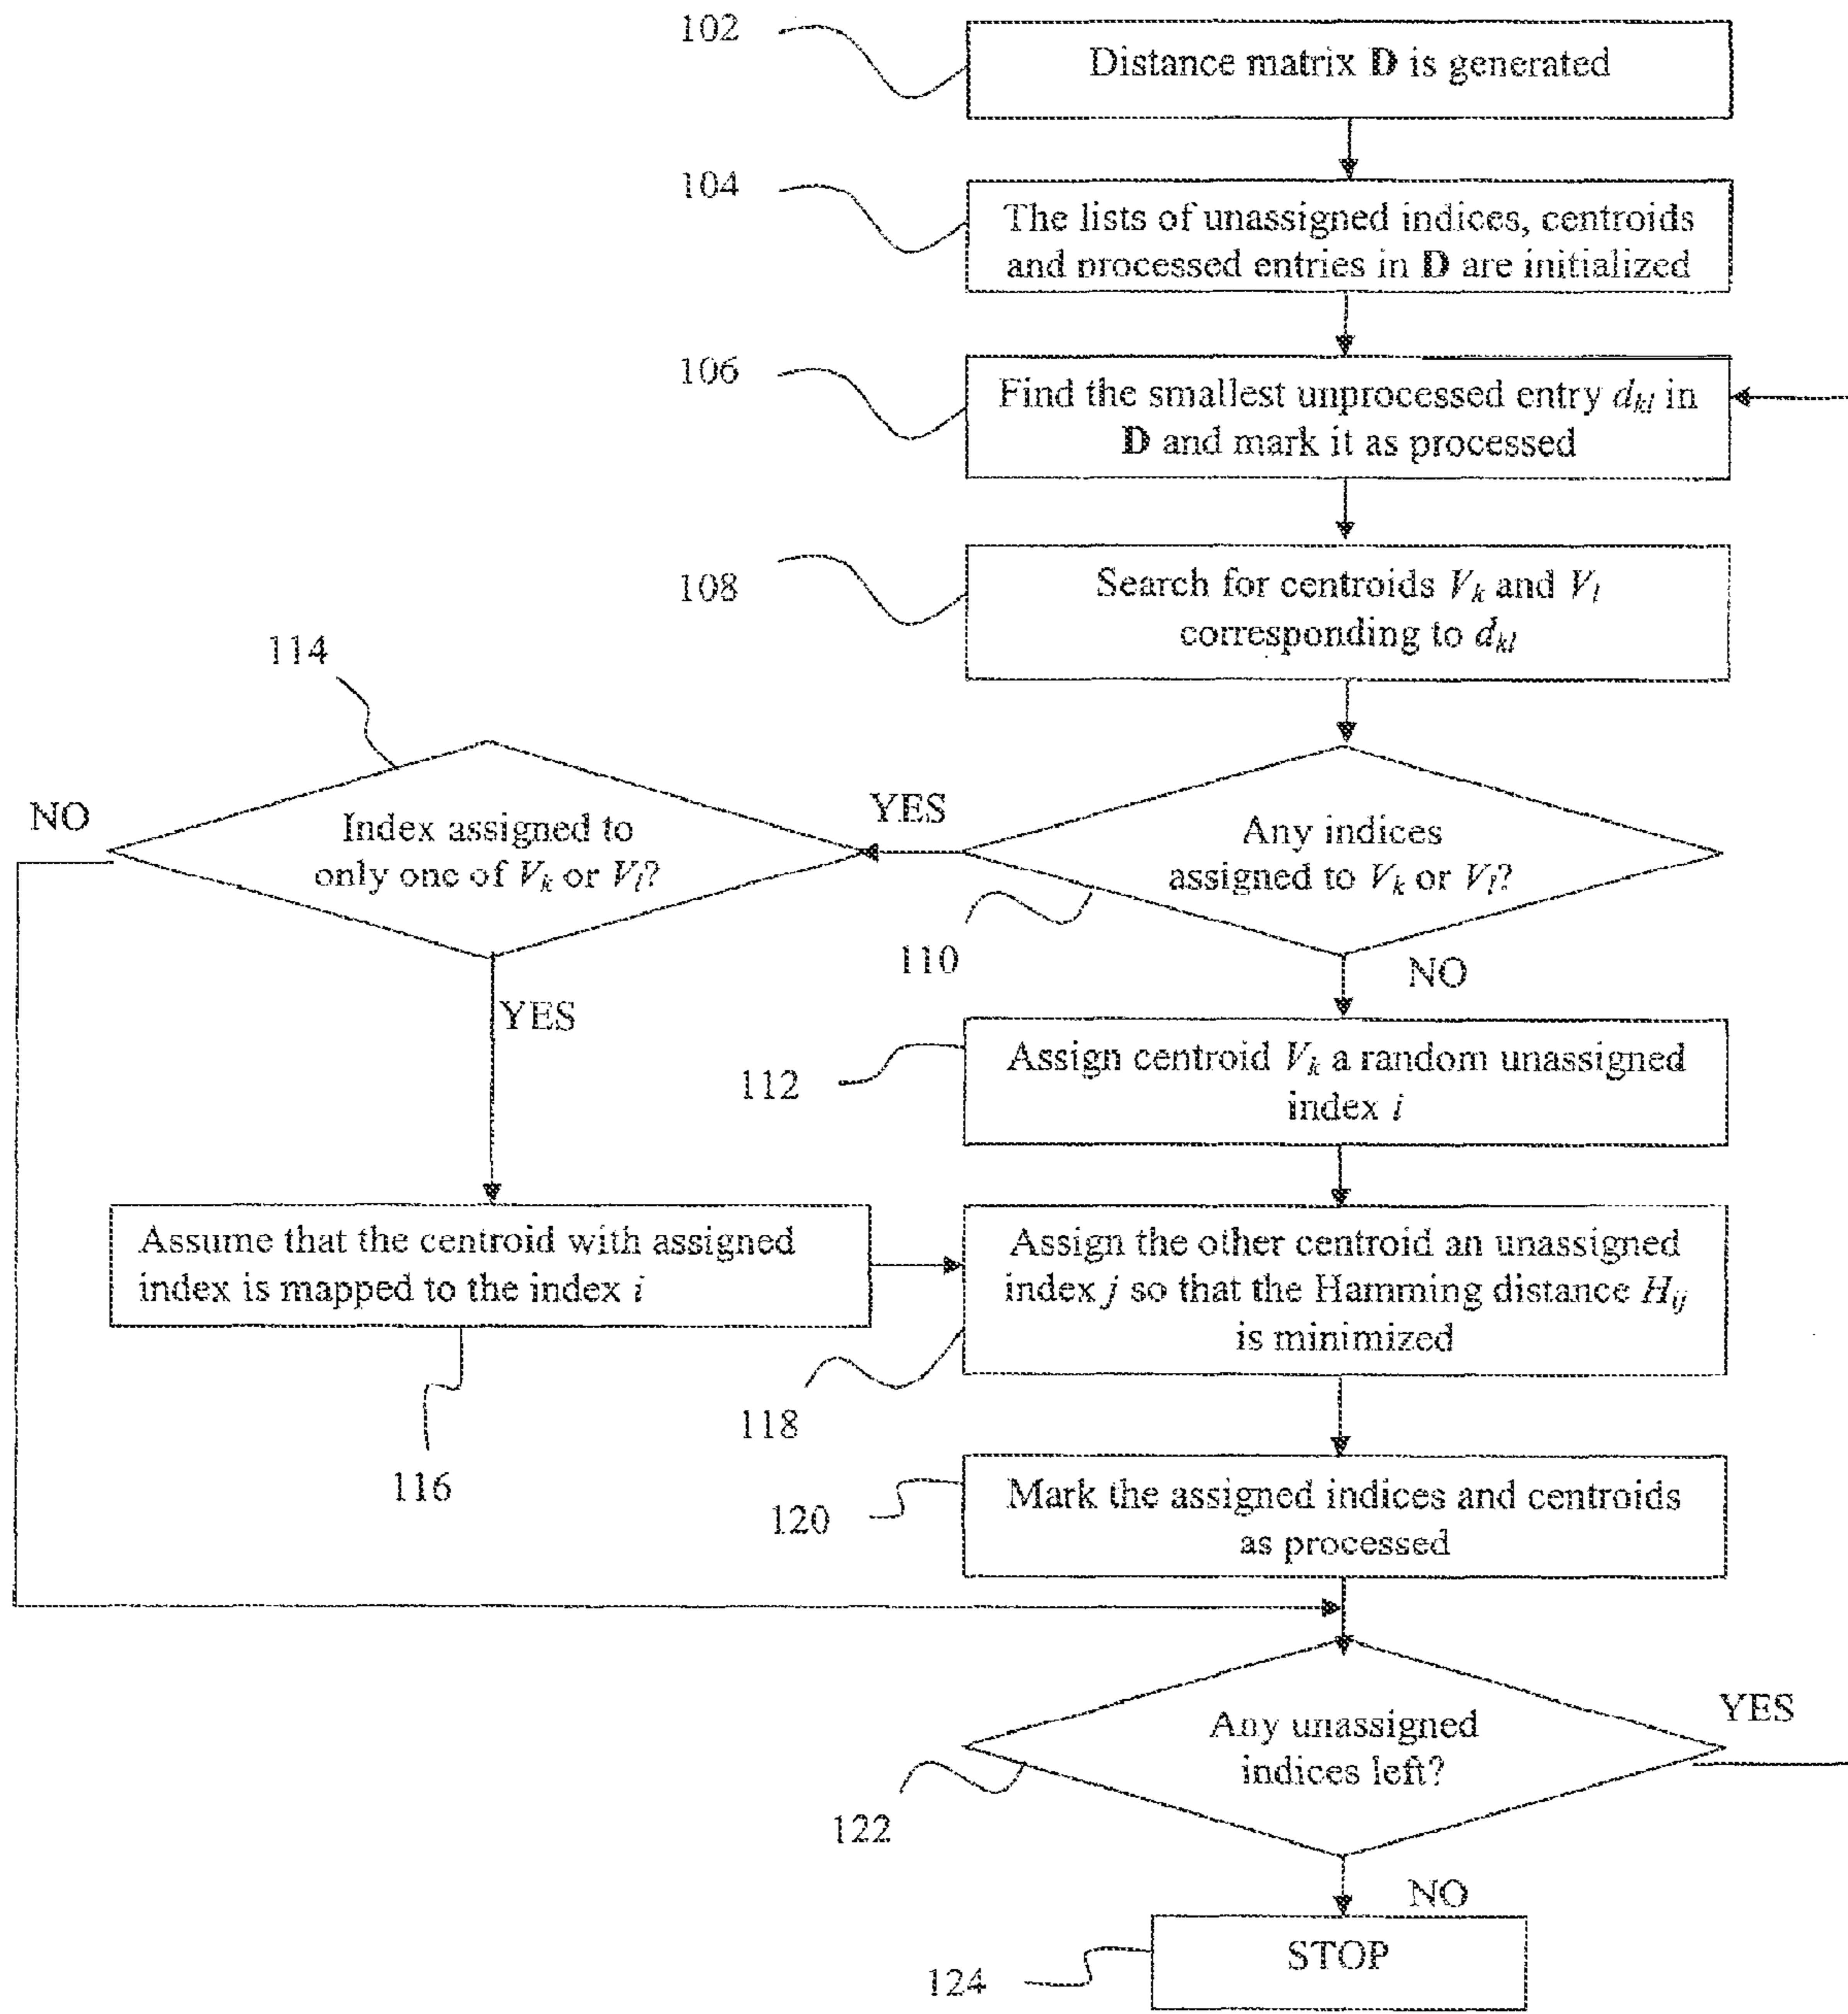 102
Distance matrix D is generated
104
The lists of unassigned indices, centroids
and processed entries in D are initialized
106
Find the smallest unprocessed entry dkl in
D and mark it as processed
108
Search for centroids Vk and Vl
corresponding to dkl
114
NO
Index assigned to
only one of Vk or Vl?
YES
Any indices
assigned to Vk or Vl?
110
NO
YES
112
Assign centroid Vk a random unassigned
index i
Assume that the centroid with assigned
index is mapped to the index i
Assign the other centroid an unassigned
index j so that the Hamming distance Hij
is minimized
118
116
120
Mark the assigned indices and centroids
as processed
Any unassigned
indices left?
YES
122
NO
STOP
124